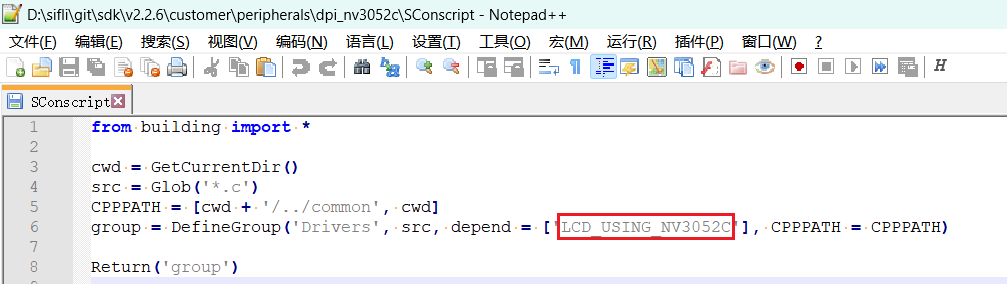 D:\sifli\git\sdk\v2.2.6\customer\peripherals\dpi_nv3052c\SConscript - Notepad++
文件(F) 编辑(E) 搜索(S) 视图(V) 编码(N) 语言(L) 设置(T) 工具(O) 宏(M) 运行(R) 插件(P) 窗口(W) ?
SConscript
1 from building import *
2
3 cwd = GetCurrentDir()
4 src = Glob('*.c')
5 CPPPATH = [cwd + '/../common', cwd]
6 group = DefineGroup('Drivers', src, depend = ['LCD_USING_NV3052C'], CPPPATH = CPPPATH)
7
8 Return('group')